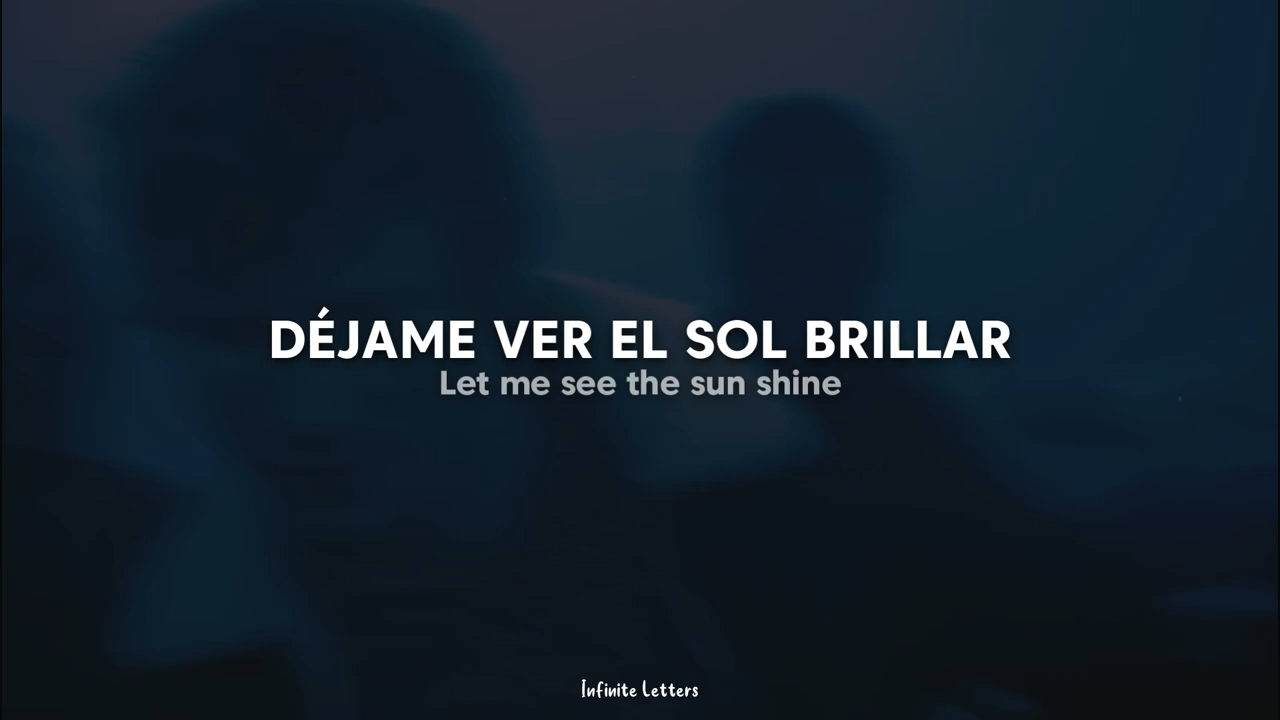 DÉJAME VER EL SOL BRILLAR
Let me see the sun shine
Infinite Letters